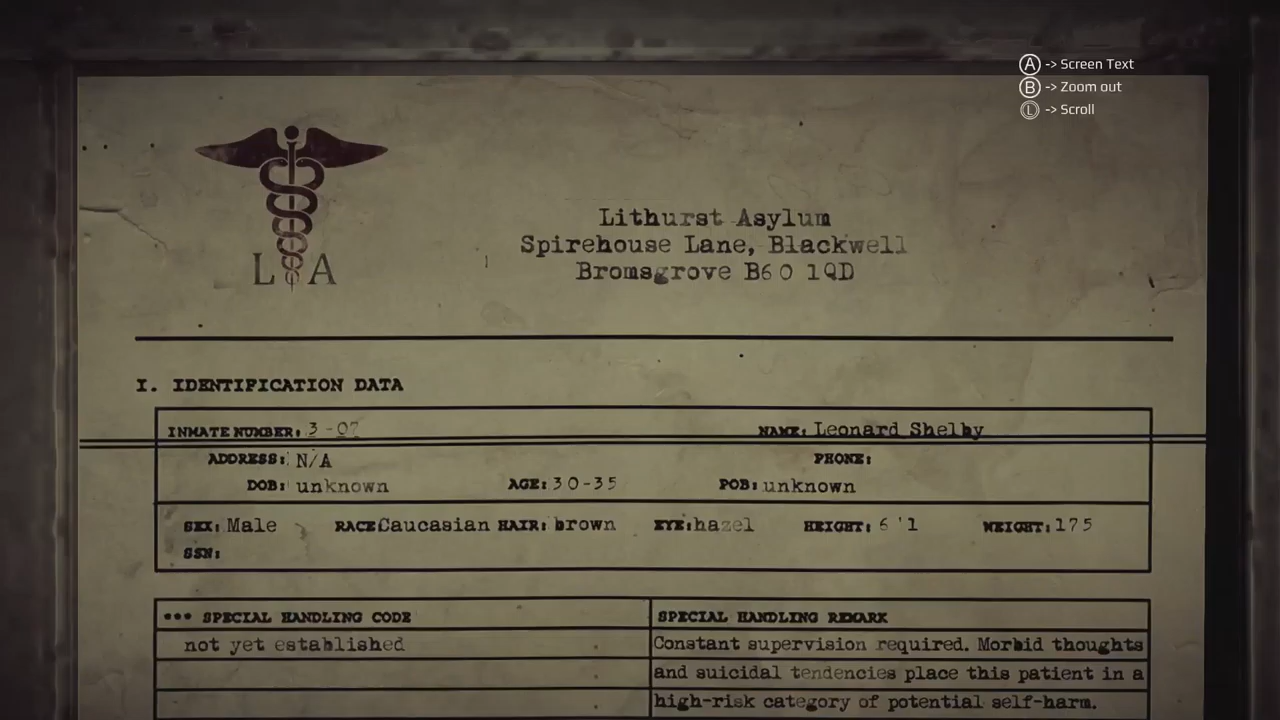 A -> Screen Text
B -> Zoom out
L -> Scroll
L A
Lithurst Asylum
Spirehouse Lane, Blackwell
Bromsgrove B60 1QD
I. IDENTIFICATION DATA
INMATE NUMBER: 3-07 NAME: Leonard Shelby
ADDRESS: N/A PHONE:
DOB: unknown AGE: 30-35 POB: unknown
SEX: Male RACE Caucasian HAIR: brown EYE: hazel HEIGHT: 6'1 WEIGHT: 175
SSN:
*** SPECIAL HANDLING CODE SPECIAL HANDLING REMARK
not yet established Constant supervision required. Morbid thoughts
and suicidal tendencies place this patient in a
high-risk category of potential self-harm.